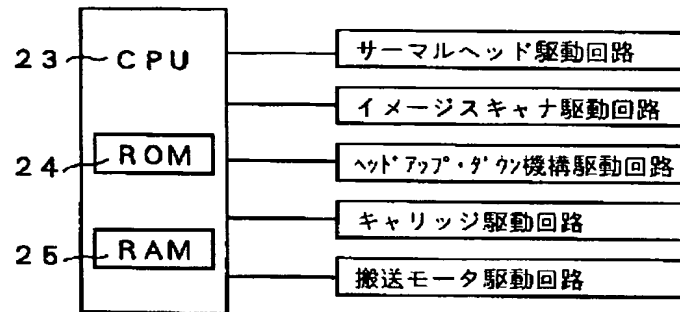 23 CPU
24 ROM
25 RAM
サーマルヘッド駆動回路
イメージスキャナ駆動回路
ヘッドアップ・ダウン機構駆動回路
キャリッジ駆動回路
搬送モータ駆動回路